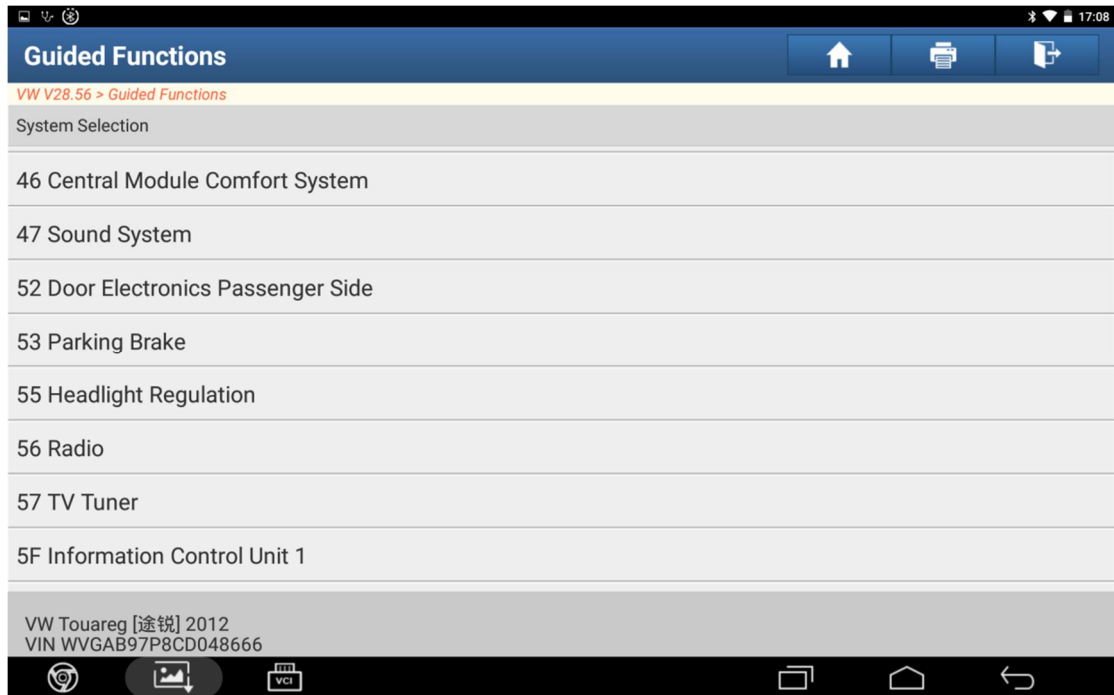 17:08
Guided Functions
VW V28.56 > Guided Functions
System Selection
46 Central Module Comfort System
47 Sound System
52 Door Electronics Passenger Side
53 Parking Brake
55 Headlight Regulation
56 Radio
57 TV Tuner
5F Information Control Unit 1
VW Touareg [途锐] 2012
VIN WVGAB97P8CD048666
VCI